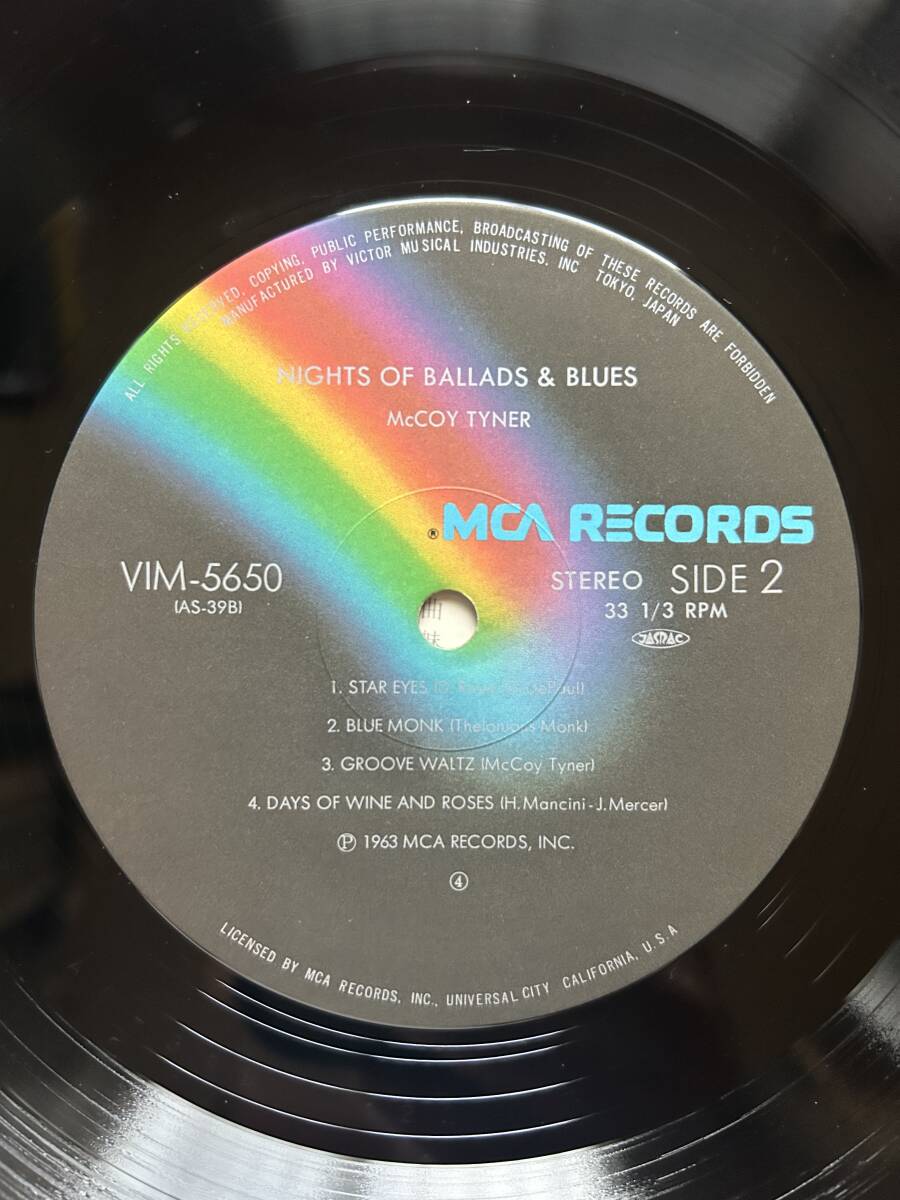 ALL RIGHTS RESERVED, COPYING, PUBLIC PERFORMANCE, BROADCASTING OF THESE RECORDS ARE FORBIDDEN
MANUFACTURED BY VICTOR MUSICAL INDUSTRIES, INC TOKYO, JAPAN
NIGHTS OF BALLADS & BLUES
McCOY TYNER
® MCA RECORDS
VIM-5650
(AS-39B)
STEREO SIDE 2
33 1/3 RPM
JASRAC
曲
1. STAR EYES
2. BLUE MONK (Thelonious Monk)
3. GROOVE WALTZ (McCoy Tyner)
4. DAYS OF WINE AND ROSES (H. Mancini - J. Mercer)
Ⓟ 1963 MCA RECORDS, INC.
④
LICENSED BY MCA RECORDS, INC., UNIVERSAL CITY CALIFORNIA, U.S.A